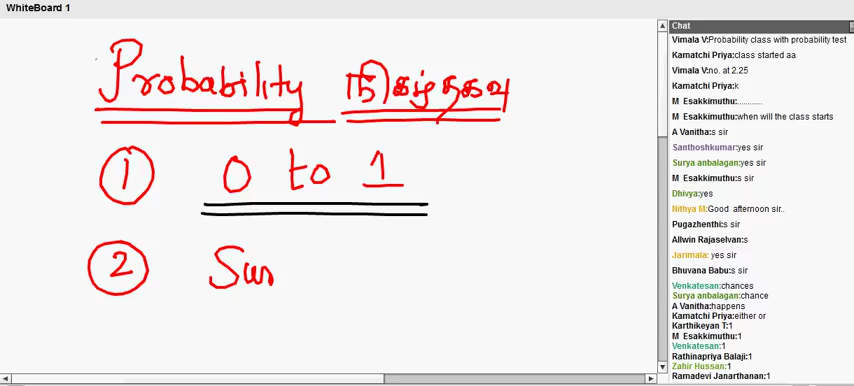 WhiteBoard 1
Probability நிகழ்தகவு
1 0 to 1
2 Sum
Chat
Vimala V:Probability class with probability test
Kamatchi Priya:class started aa
Vimala V:no. at 2.25
Kamatchi Priya:k
M Esakkimuthu:...........
M Esakkimuthu:when will the class starts
A Vanitha:s sir
Santhoshkumar:yes sir
Surya anbalagan:yes sir
M Esakkimuthu:s sir
Dhivya:yes
Nithya M:Good afternoon sir..
Pugazhenthi:s sir
Allwin Rajaselvan:s
Jarimala: yes sir
Bhuvana Babu:s sir
Venkatesan:chances
Surya anbalagan:chance
A Vanitha:happens
Kamatchi Priya:either or
Karthikeyan T:1
M Esakkimuthu:1
Venkatesan:1
Rathinapriya Balaji:1
Zahir Hussan:1
Ramadevi Janarthanan:1